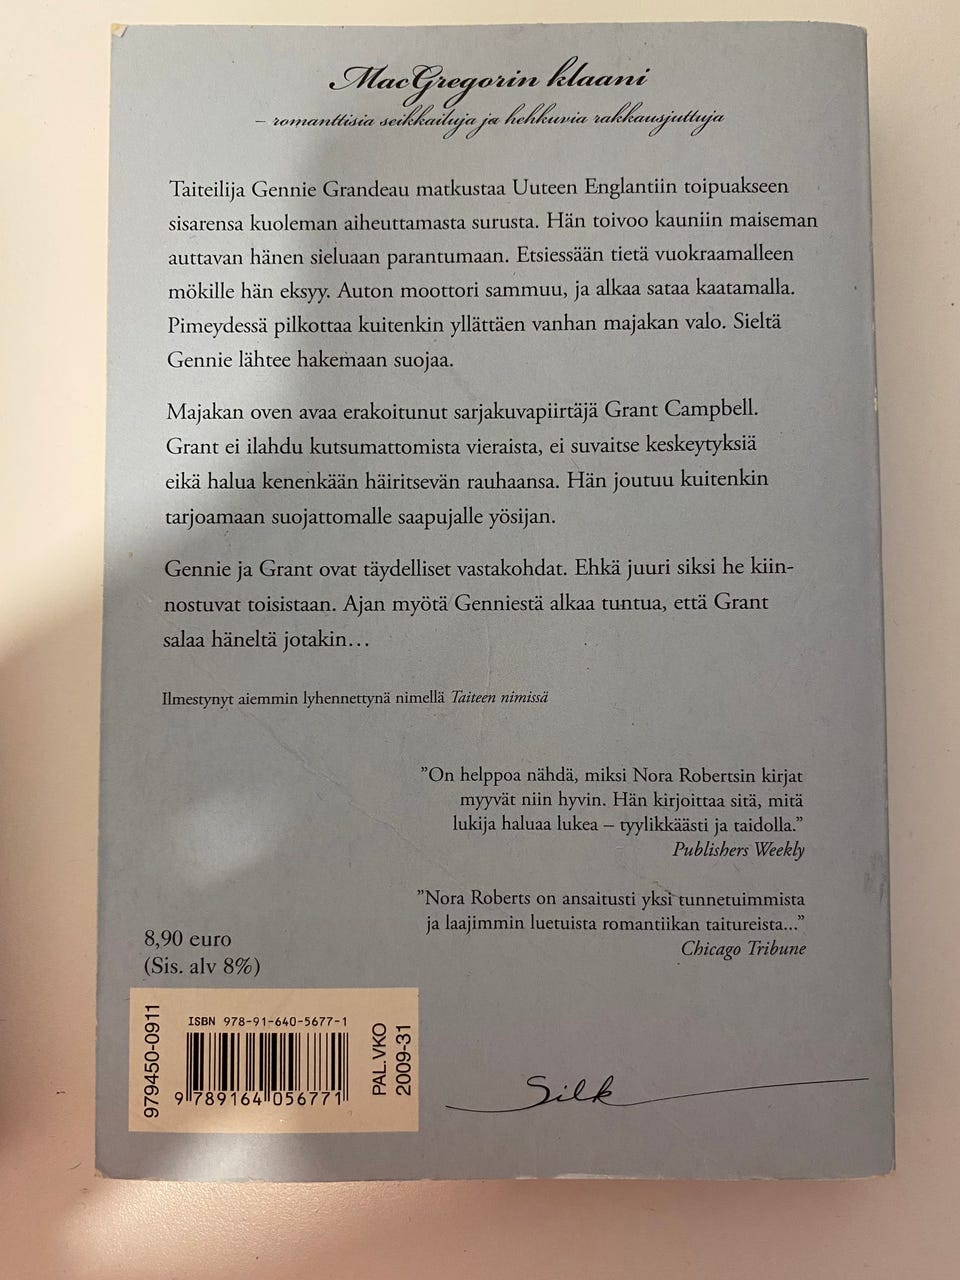 MacGregorin klaani
– romanttisia seikkailuja ja hehkuvia rakkausjuttuja
Taiteilija Gennie Grandeau matkustaa Uuteen Englantiin toipuakseen
sisarensa kuoleman aiheuttamasta surusta. Hän toivoo kauniin maiseman
auttavan hänen sieluaan parantumaan. Etsiessään tietä vuokraamalleen
mökille hän eksyy. Auton moottori sammuu, ja alkaa sataa kaatamalla.
Pimeydessä pilkottaa kuitenkin yllättäen vanhan majakan valo. Sieltä
Gennie lähtee hakemaan suojaa.
Majakan oven avaa erakoitunut sarjakuvapiirtäjä Grant Campbell.
Grant ei ilahdu kutsumattomista vieraista, ei suvaitse keskeytyksiä
eikä halua kenenkään häiritsevän rauhaansa. Hän joutuu kuitenkin
tarjoamaan suojattomalle saapujalle yösijan.
Gennie ja Grant ovat täydelliset vastakohdat. Ehkä juuri siksi he kiin-
nostuvat toisistaan. Ajan myötä Genniestä alkaa tuntua, että Grant
salaa häneltä jotakin…
Ilmestynyt aiemmin lyhennettynä nimellä Taiteen nimissä
”On helppoa nähdä, miksi Nora Robertsin kirjat
myyvät niin hyvin. Hän kirjoittaa sitä, mitä
lukija haluaa lukea – tyylikkäästi ja taidolla.”
Publishers Weekly
”Nora Roberts on ansaitusti yksi tunnetuimmista
ja laajimmin luetuista romantiikan taitureista...”
Chicago Tribune
8,90 euro
(Sis. alv 8%)
979450-0911
ISBN 978-91-640-5677-1
9 789164 056771
PAL.VKO
2009-31
Silk